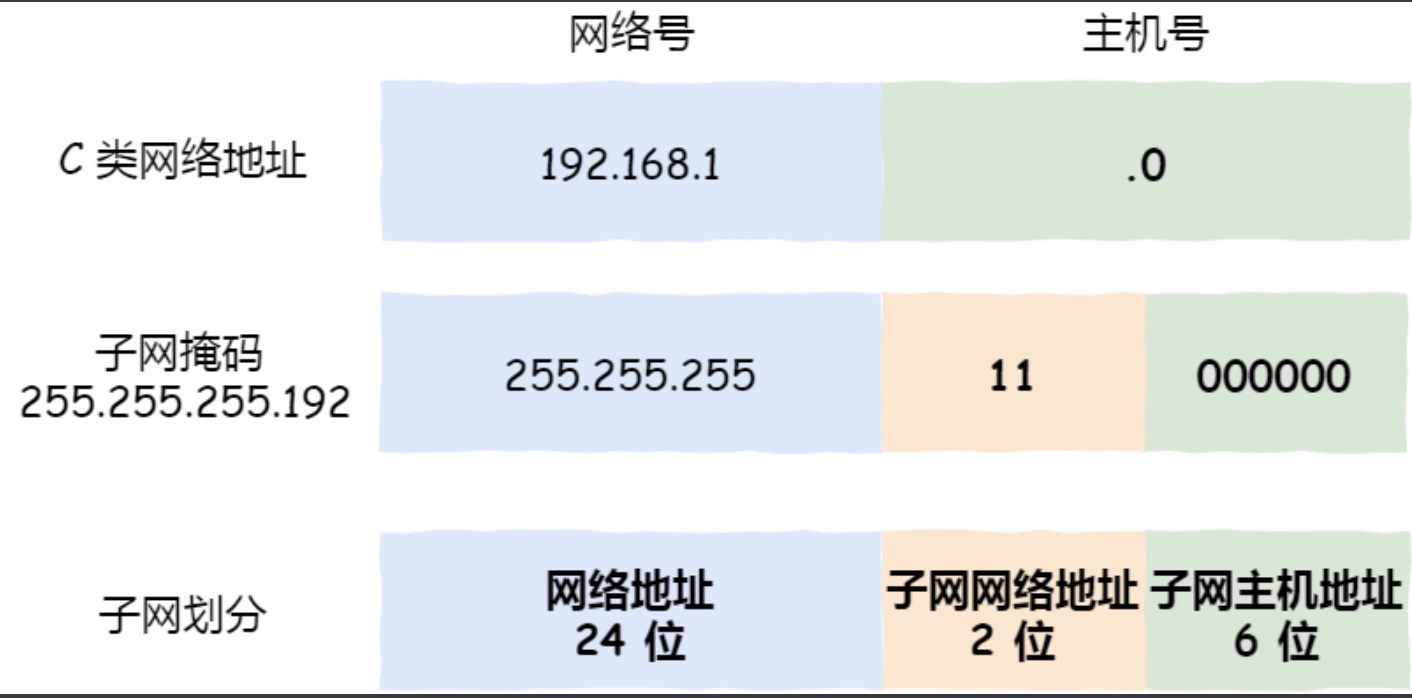 网络号
主机号
C 类网络地址
192.168.1
.0
子网掩码
255.255.255.192
255.255.255
11
000000
子网划分
网络地址
24 位
子网网络地址
2 位
子网主机地址
6 位